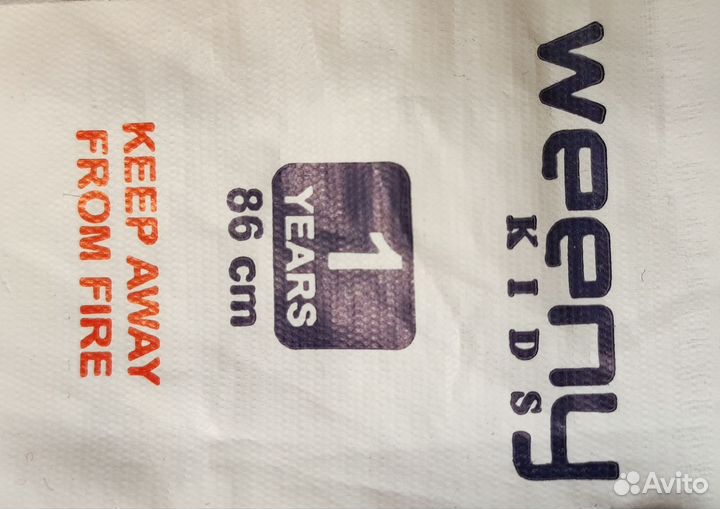 weeny
KIDS
1
YEARS
86 cm
KEEP AWAY
FROM FIRE
Avito